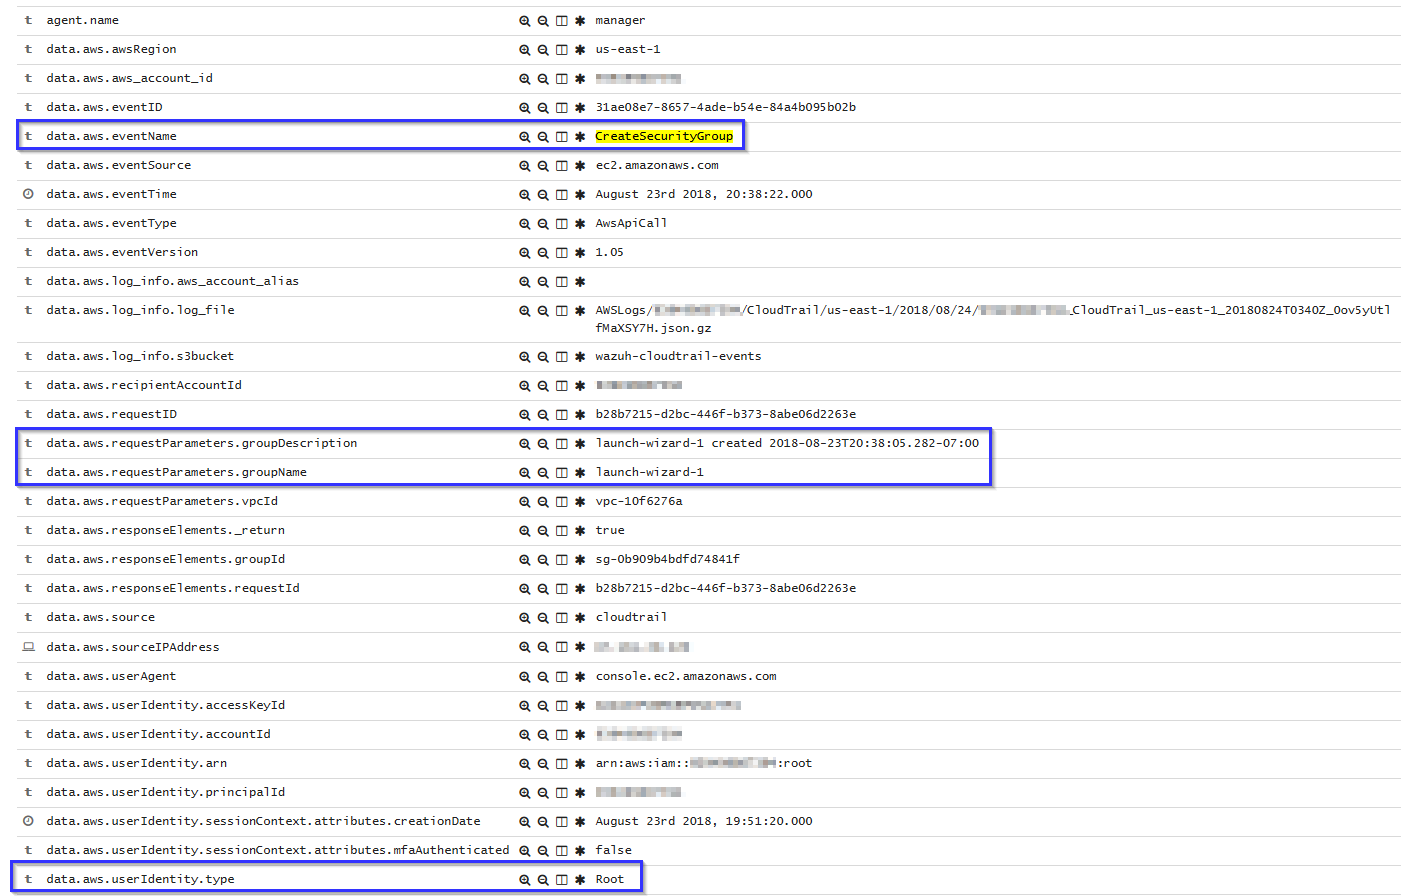 t agent.name manager
t data.aws.awsRegion us-east-1
t data.aws.aws_account_id
t data.aws.eventID 31ae08e7-8657-4ade-b54e-84a4b095b02b
t data.aws.eventName CreateSecurityGroup
t data.aws.eventSource ec2.amazonaws.com
data.aws.eventTime August 23rd 2018, 20:38:22.000
t data.aws.eventType AwsApiCall
t data.aws.eventVersion 1.05
t data.aws.log_info.aws_account_alias
t data.aws.log_info.log_file AWSLogs/ /CloudTrail/us-east-1/2018/08/24/ _CloudTrail_us-east-1_20180824T0340Z_0ov5yUtl
fMaXSY7H.json.gz
t data.aws.log_info.s3bucket wazuh-cloudtrail-events
t data.aws.recipientAccountId
t data.aws.requestID b28b7215-d2bc-446f-b373-8abe06d2263e
t data.aws.requestParameters.groupDescription launch-wizard-1 created 2018-08-23T20:38:05.282-07:00
t data.aws.requestParameters.groupName launch-wizard-1
t data.aws.requestParameters.vpcId vpc-10f6276a
t data.aws.responseElements._return true
t data.aws.responseElements.groupId sg-0b909b4bdfd74841f
t data.aws.responseElements.requestId b28b7215-d2bc-446f-b373-8abe06d2263e
t data.aws.source cloudtrail
data.aws.sourceIPAddress
t data.aws.userAgent console.ec2.amazonaws.com
t data.aws.userIdentity.accessKeyId
t data.aws.userIdentity.accountId
t data.aws.userIdentity.arn arn:aws:iam:: :root
t data.aws.userIdentity.principalId
data.aws.userIdentity.sessionContext.attributes.creationDate August 23rd 2018, 19:51:20.000
t data.aws.userIdentity.sessionContext.attributes.mfaAuthenticated false
t data.aws.userIdentity.type Root